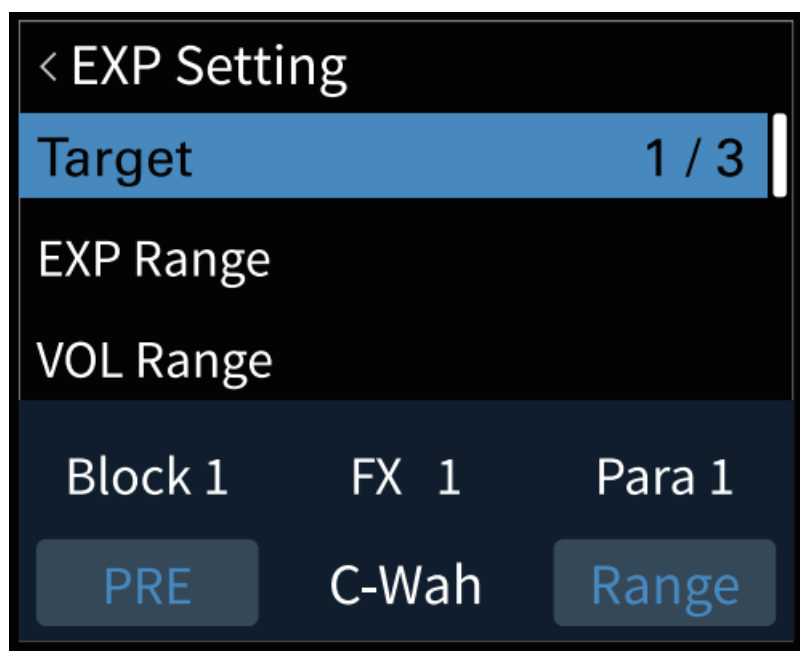 < EXP Setting
Target 1 / 3
EXP Range
VOL Range
Block 1 FX 1 Para 1
PRE C-Wah Range